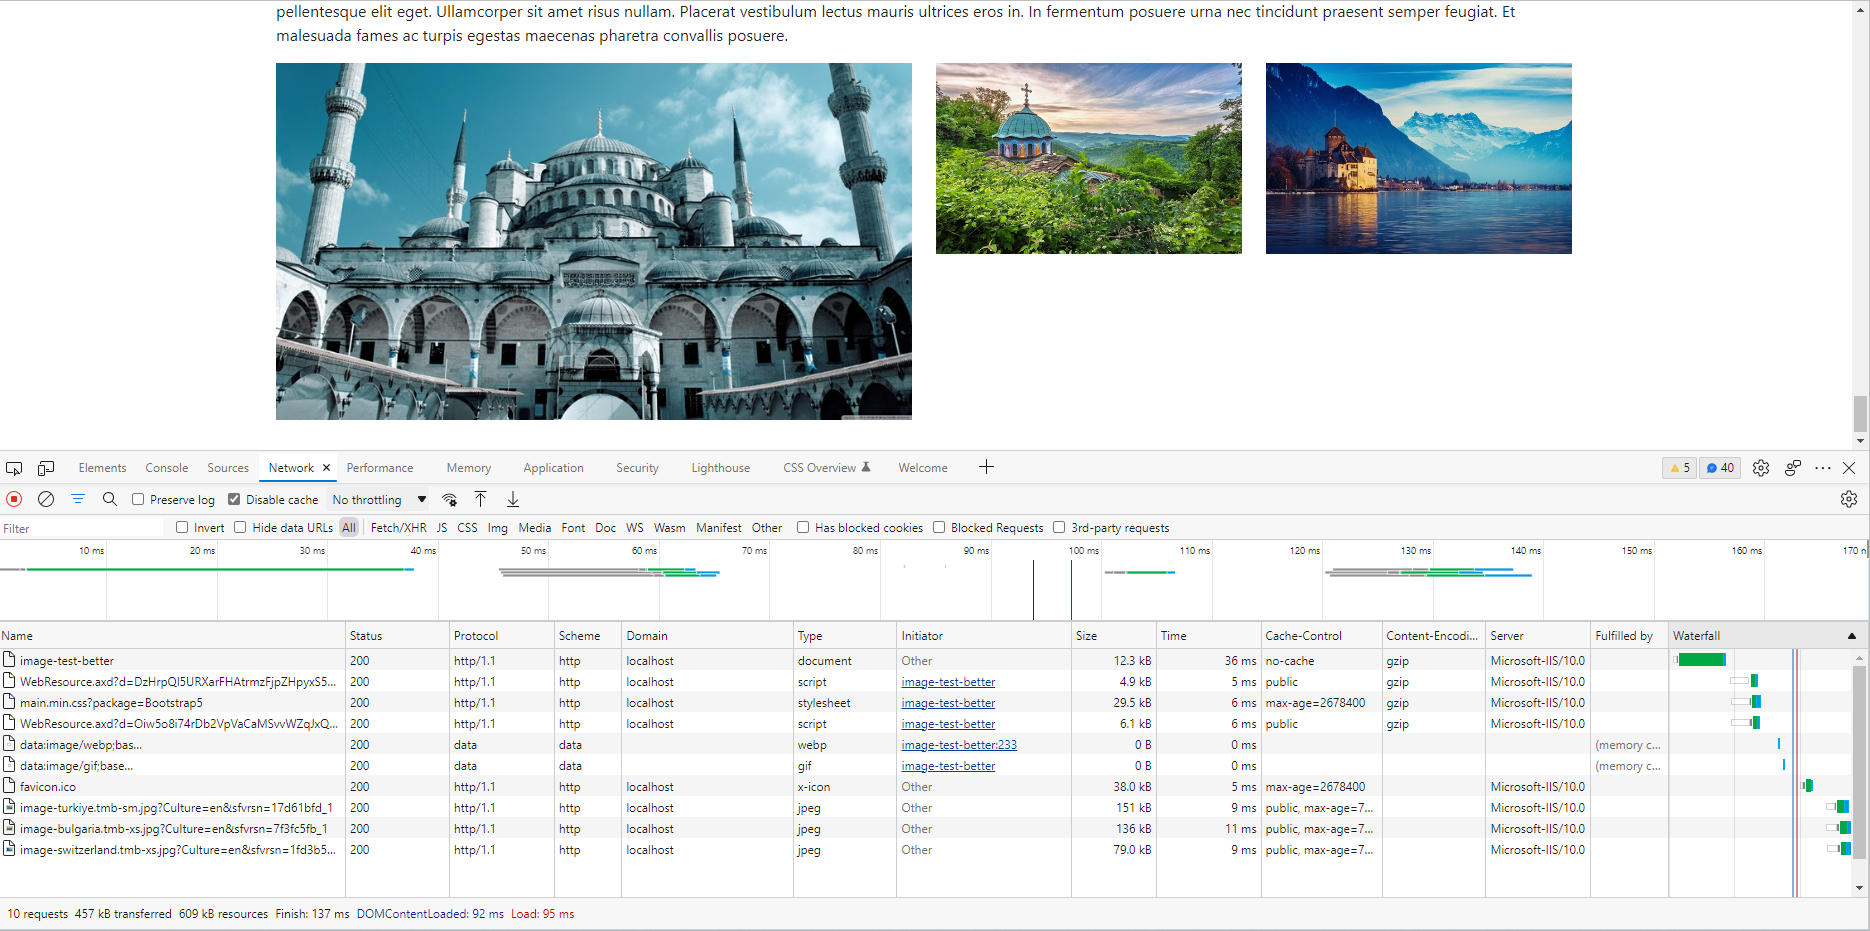 pellentesque elit eget. Ullamcorper sit amet risus nullam. Placerat vestibulum lectus mauris ultrices eros in. In fermentum posuere urna nec tincidunt praesent semper feugiat. Et
malesuada fames ac turpis egestas maecenas pharetra convallis posuere.
Elements Console Sources Network × Performance Memory Application Security Lighthouse CSS Overview Welcome + 5 40
Preserve log Disable cache No throttling
Filter Invert Hide data URLs All Fetch/XHR JS CSS Img Media Font Doc WS Wasm Manifest Other Has blocked cookies Blocked Requests 3rd-party requests
10 ms 20 ms 30 ms 40 ms 50 ms 60 ms 70 ms 80 ms 90 ms 100 ms 110 ms 120 ms 130 ms 140 ms 150 ms 160 ms 170 n
Name Status Protocol Scheme Domain Type Initiator Size Time Cache-Control Content-Encodi... Server Fulfilled by Waterfall
image-test-better 200 http/1.1 http localhost document Other 12.3 kB 36 ms no-cache gzip Microsoft-IIS/10.0
WebResource.axd?d=DzHrpQI5URXarFHAtrmzFjpZHpyxS5... 200 http/1.1 http localhost script image-test-better 4.9 kB 5 ms public gzip Microsoft-IIS/10.0
main.min.css?package=Bootstrap5 200 http/1.1 http localhost stylesheet image-test-better 29.5 kB 6 ms max-age=2678400 gzip Microsoft-IIS/10.0
WebResource.axd?d=Oiw5o8i74rDb2VpVaCaMSvvWZqJxQ... 200 http/1.1 http localhost script image-test-better 6.1 kB 6 ms public gzip Microsoft-IIS/10.0
data:image/webp;bas... 200 data data webp image-test-better:233 0 B 0 ms (memory c...
data:image/gif;base... 200 data data gif image-test-better 0 B 0 ms (memory c...
favicon.ico 200 http/1.1 http localhost x-icon Other 38.0 kB 5 ms max-age=2678400 Microsoft-IIS/10.0
image-turkiye.tmb-sm.jpg?Culture=en&sfvrsn=17d61bfd_1 200 http/1.1 http localhost jpeg Other 151 kB 9 ms public, max-age=7... Microsoft-IIS/10.0
image-bulgaria.tmb-xs.jpg?Culture=en&sfvrsn=7f3fc5fb_1 200 http/1.1 http localhost jpeg Other 136 kB 11 ms public, max-age=7... Microsoft-IIS/10.0
image-switzerland.tmb-xs.jpg?Culture=en&sfvrsn=1fd3b5... 200 http/1.1 http localhost jpeg Other 79.0 kB 9 ms public, max-age=7... Microsoft-IIS/10.0
10 requests 457 kB transferred 609 kB resources Finish: 137 ms DOMContentLoaded: 92 ms Load: 95 ms